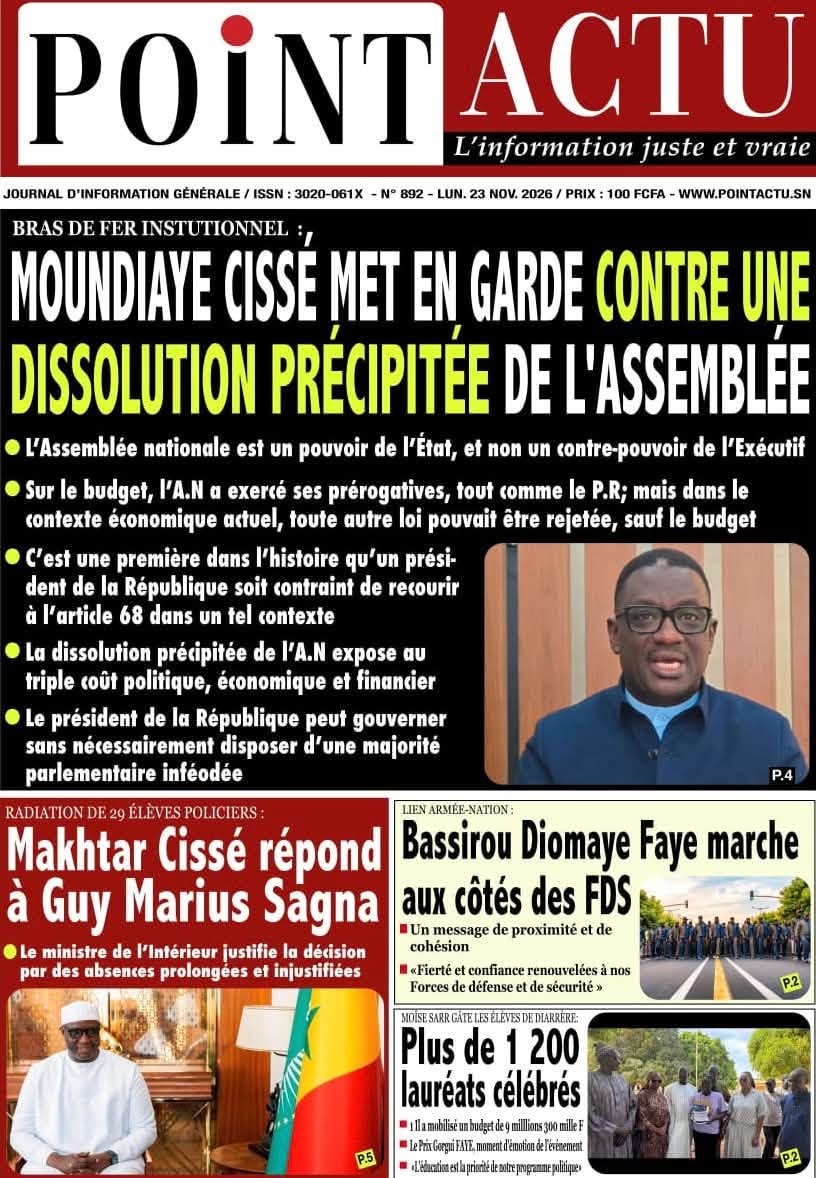 POiNT ACTU
L'information juste et vraie
JOURNAL D'INFORMATION GÉNÉRALE / ISSN : 3020-061X - N° 892 - LUN. 23 NOV. 2026 / PRIX : 100 FCFA - WWW.POINTACTU.SN
BRAS DE FER INSTUTIONNEL :
MOUNDIAYE CISSÉ MET EN GARDE CONTRE UNE
DISSOLUTION PRÉCIPITÉE DE L'ASSEMBLÉE
● L'Assemblée nationale est un pouvoir de l'État, et non un contre-pouvoir de l'Exécutif
● Sur le budget, l'A.N a exercé ses prérogatives, tout comme le P.R; mais dans le
contexte économique actuel, toute autre loi pouvait être rejetée, sauf le budget
● C'est une première dans l'histoire qu'un prési-
dent de la République soit contraint de recourir
à l'article 68 dans un tel contexte
● La dissolution précipitée de l'A.N expose au
triple coût politique, économique et financier
● Le président de la République peut gouverner
sans nécessairement disposer d'une majorité
parlementaire inféodée
P.4
RADIATION DE 29 ÉLÈVES POLICIERS :
Makhtar Cissé répond
à Guy Marius Sagna
● Le ministre de l'Intérieur justifie la décision
par des absences prolongées et injustifiées
P.5
LIEN ARMÉE-NATION :
Bassirou Diomaye Faye marche
aux côtés des FDS
■ Un message de proximité et de
cohésion
■ «Fierté et confiance renouvelées à nos
Forces de défense et de sécurité »
P.2
MOÏSE SARR GÂTE LES ÉLÈVES DE DIARRÈRE:
Plus de 1 200
lauréats célébrés
■ 1 Il a mobilisé un budget de 9 milllions 300 mille F
■ Le Prix Gorgui FAYE, moment d'émotion de l'événement
■ «L'éducation est la priorité de notre programme politique»
P.2